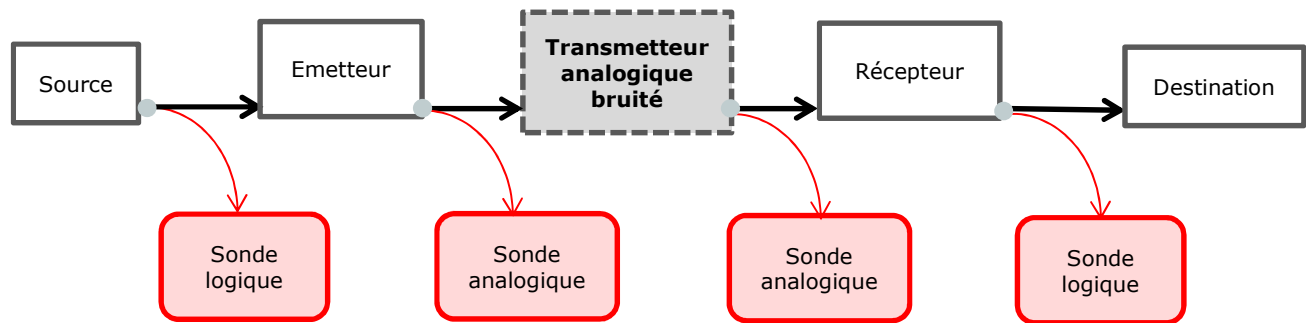 Source
Emetteur
Transmetteur
analogique
bruité
Récepteur
Destination
Sonde
logique
Sonde
analogique
Sonde
analogique
Sonde
logique